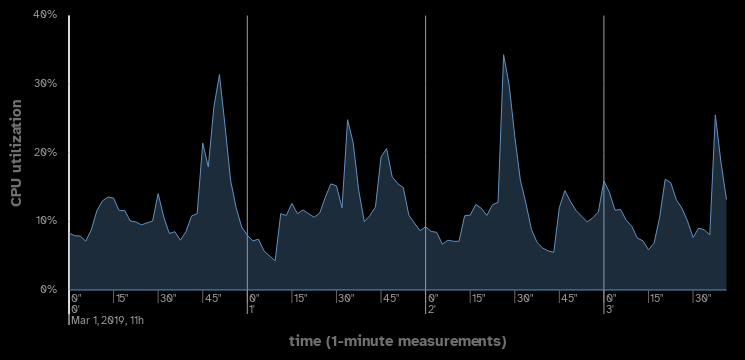 40%
30%
20%
10%
0%
CPU utilization
0" 15" 30" 45" 0" 15" 30" 45" 0" 15" 30" 45" 0" 15" 30"
0' 1' 2' 3'
Mar 1, 2019, 11h
time (1-minute measurements)